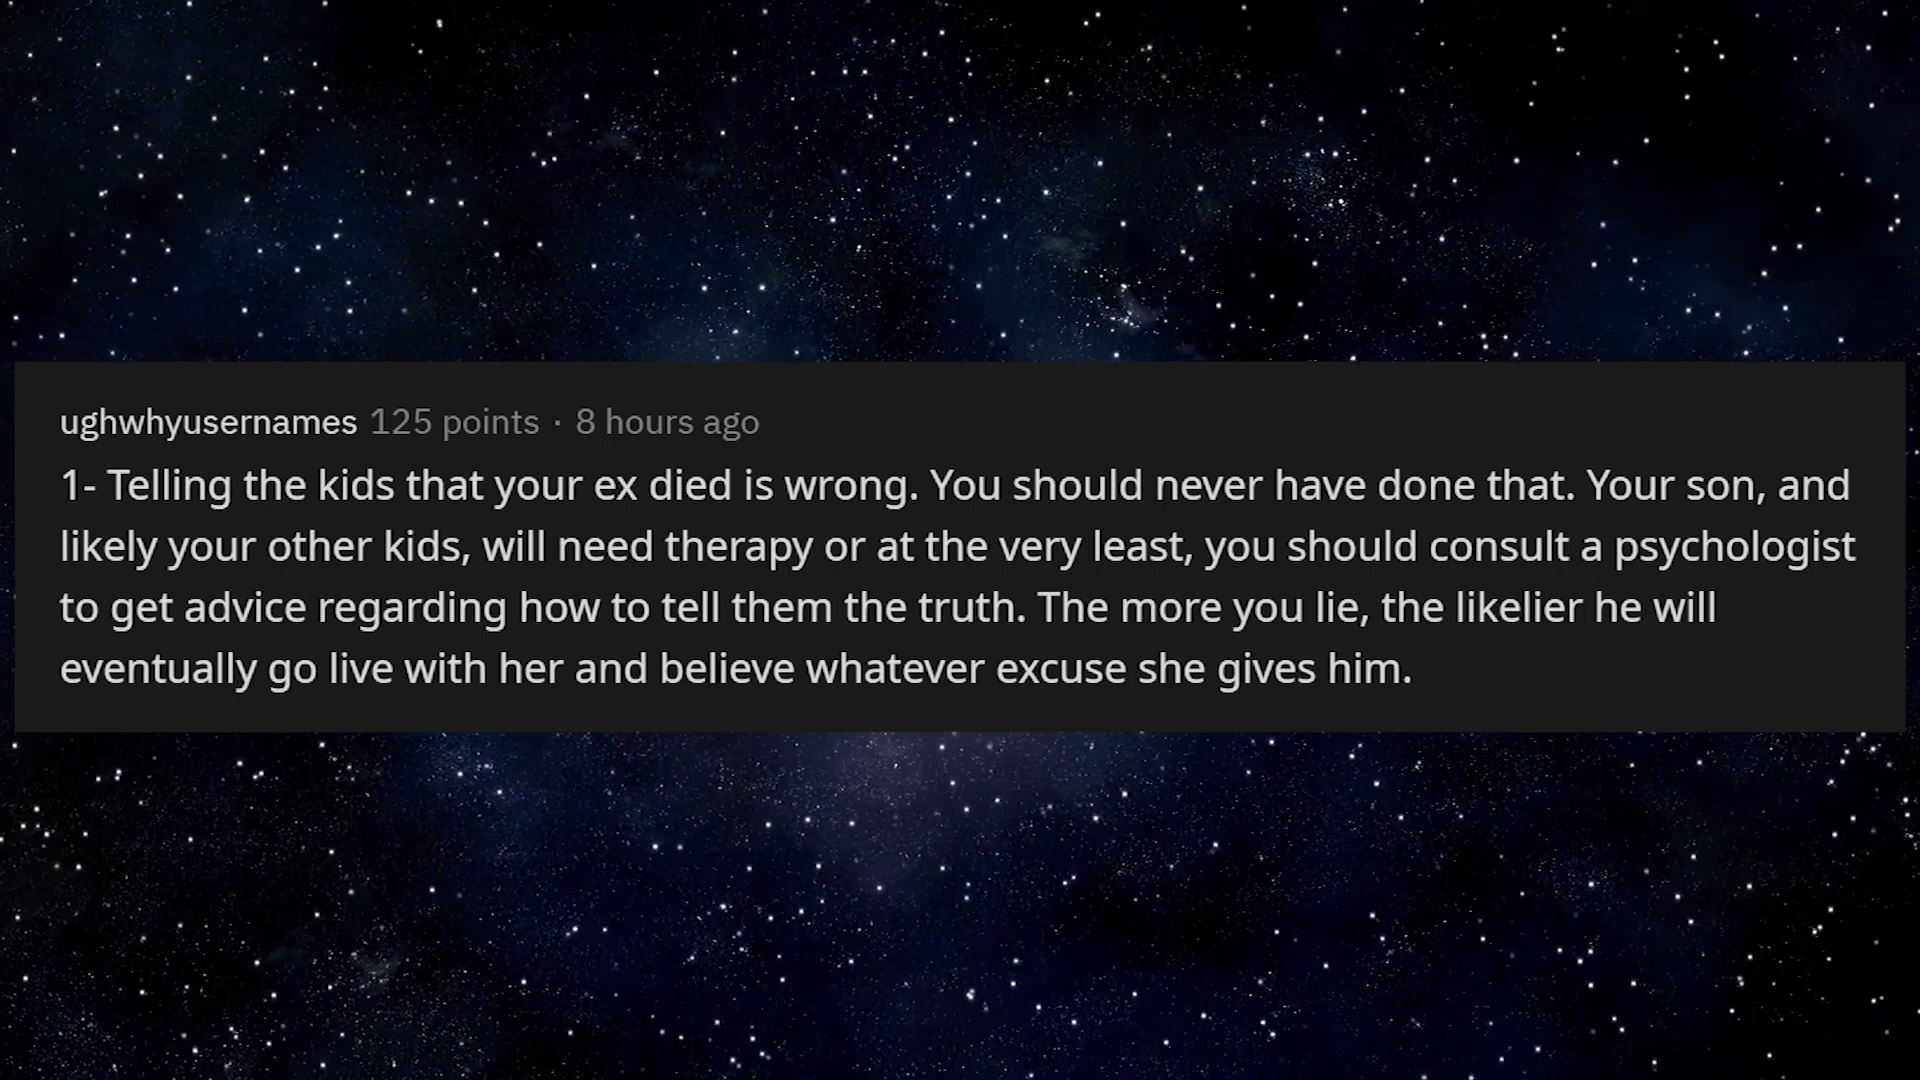 ughwhyusernames 125 points · 8 hours ago
1- Telling the kids that your ex died is wrong. You should never have done that. Your son, and
likely your other kids, will need therapy or at the very least, you should consult a psychologist
to get advice regarding how to tell them the truth. The more you lie, the likelier he will
eventually go live with her and believe whatever excuse she gives him.